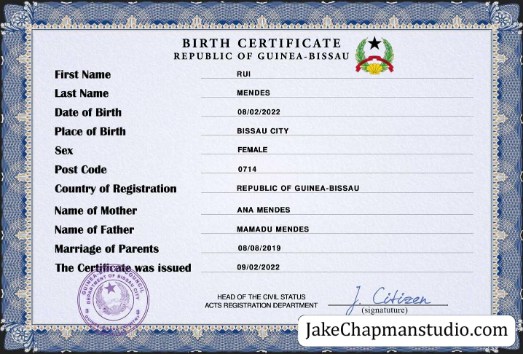 BIRTH CERTIFICATE
REPUBLIC OF GUINEA-BISSAU
First Name RUI
Last Name MENDES
Date of Birth 08/02/2022
Place of Birth BISSAU CITY
Sex FEMALE
Post Code 0714
Country of Registration REPUBLIC OF GUINEA-BISSAU
Name of Mother ANA MENDES
Name of Father MAMADU MENDES
Marriage of Parents 08/08/2019
The Certificate was issued 09/02/2022
HEAD OF THE CIVIL STATUS
ACTS REGISTRATION DEPARTMENT
J. Citizen
(signafuture)
JakeChapmanstudio.com